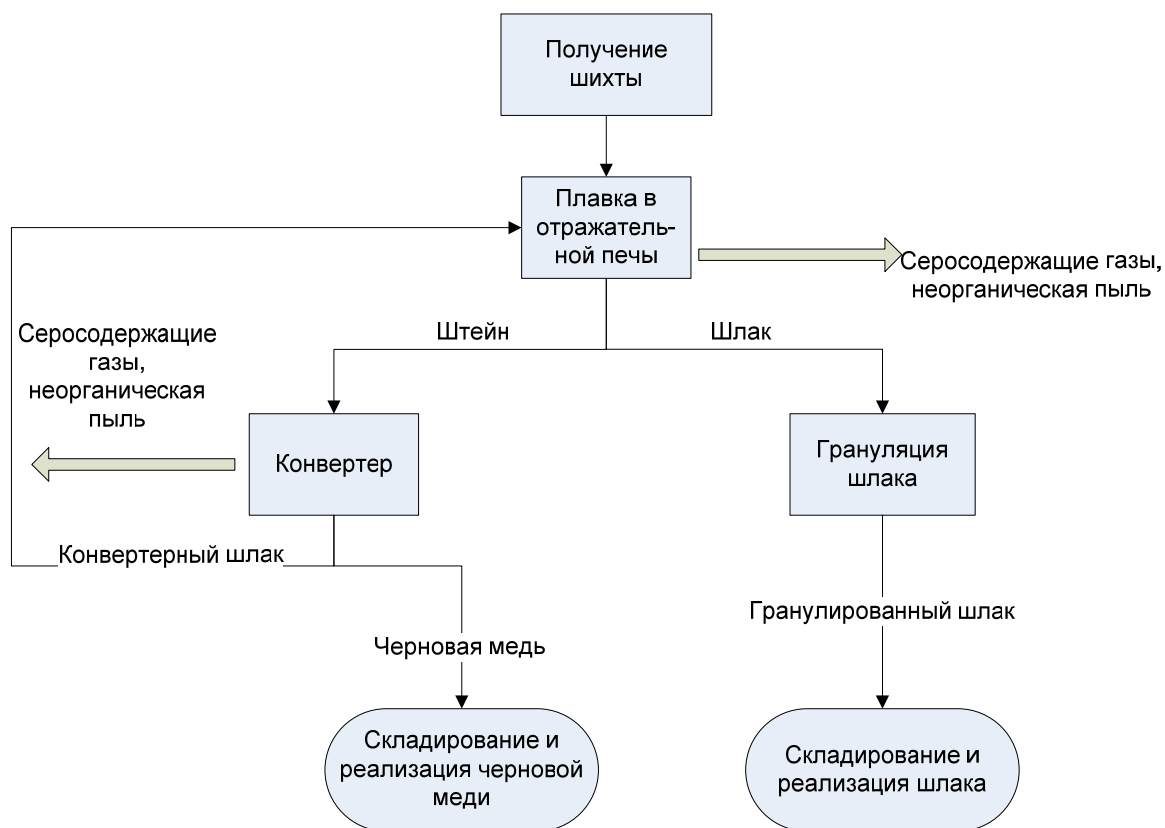 Получение
шихты
Плавка в
отражатель-
ной печы
Серосодержащие газы,
неорганическая пыль
Штейн
Шлак
Серосодержащие
газы,
неорганическая
пыль
Конвертер
Грануляция
шлака
Конвертерный шлак
Гранулированный шлак
Черновая медь
Складирование и
реализация черновой
меди
Складирование и
реализация шлака